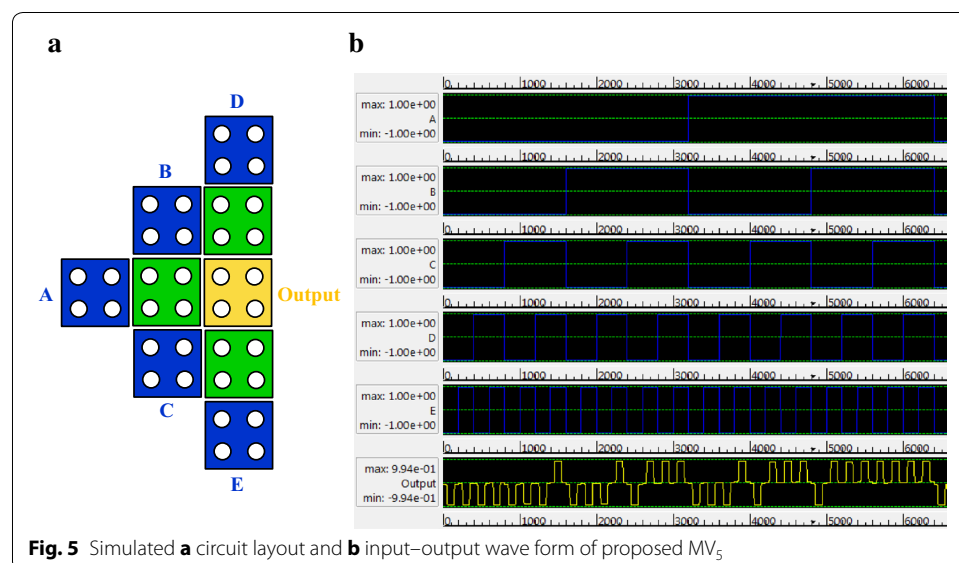 a
b
D
B
A
Output
C
E
0 1000 2000 3000 4000 5000 6000
max: 1.00e+00
A
min: -1.00e+00
0 1000 2000 3000 4000 5000 6000
max: 1.00e+00
B
min: -1.00e+00
0 1000 2000 3000 4000 5000 6000
max: 1.00e+00
C
min: -1.00e+00
0 1000 2000 3000 4000 5000 6000
max: 1.00e+00
D
min: -1.00e+00
0 1000 2000 3000 4000 5000 6000
max: 1.00e+00
E
min: -1.00e+00
0 1000 2000 3000 4000 5000 6000
max: 9.94e-01
Output
min: -9.94e-01
0 1000 2000 3000 4000 5000 6000
Fig. 5 Simulated a circuit layout and b input–output wave form of proposed MV₅